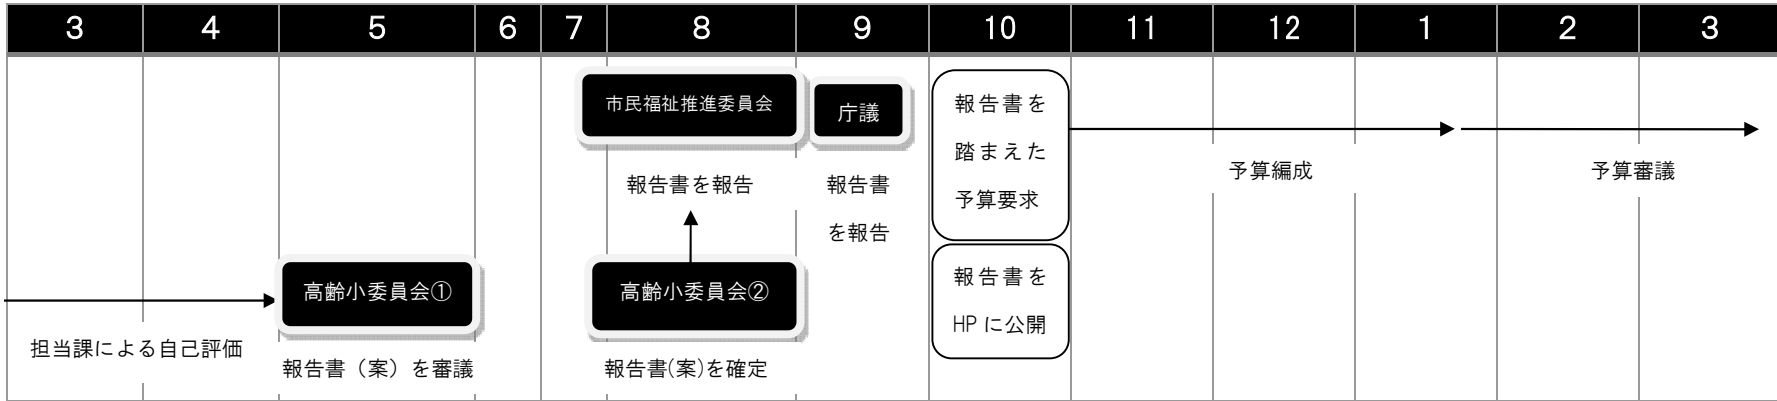 3 4 5 6 7 8 9 10 11 12 1 2 3
市民福祉推進委員会
報告書を報告
庁議
報告書
を報告
報告書を
踏まえた
予算要求
予算編成
予算審議
担当課による自己評価
高齢小委員会①
報告書（案）を審議
高齢小委員会②
報告書(案)を確定
報告書を
HPに公開